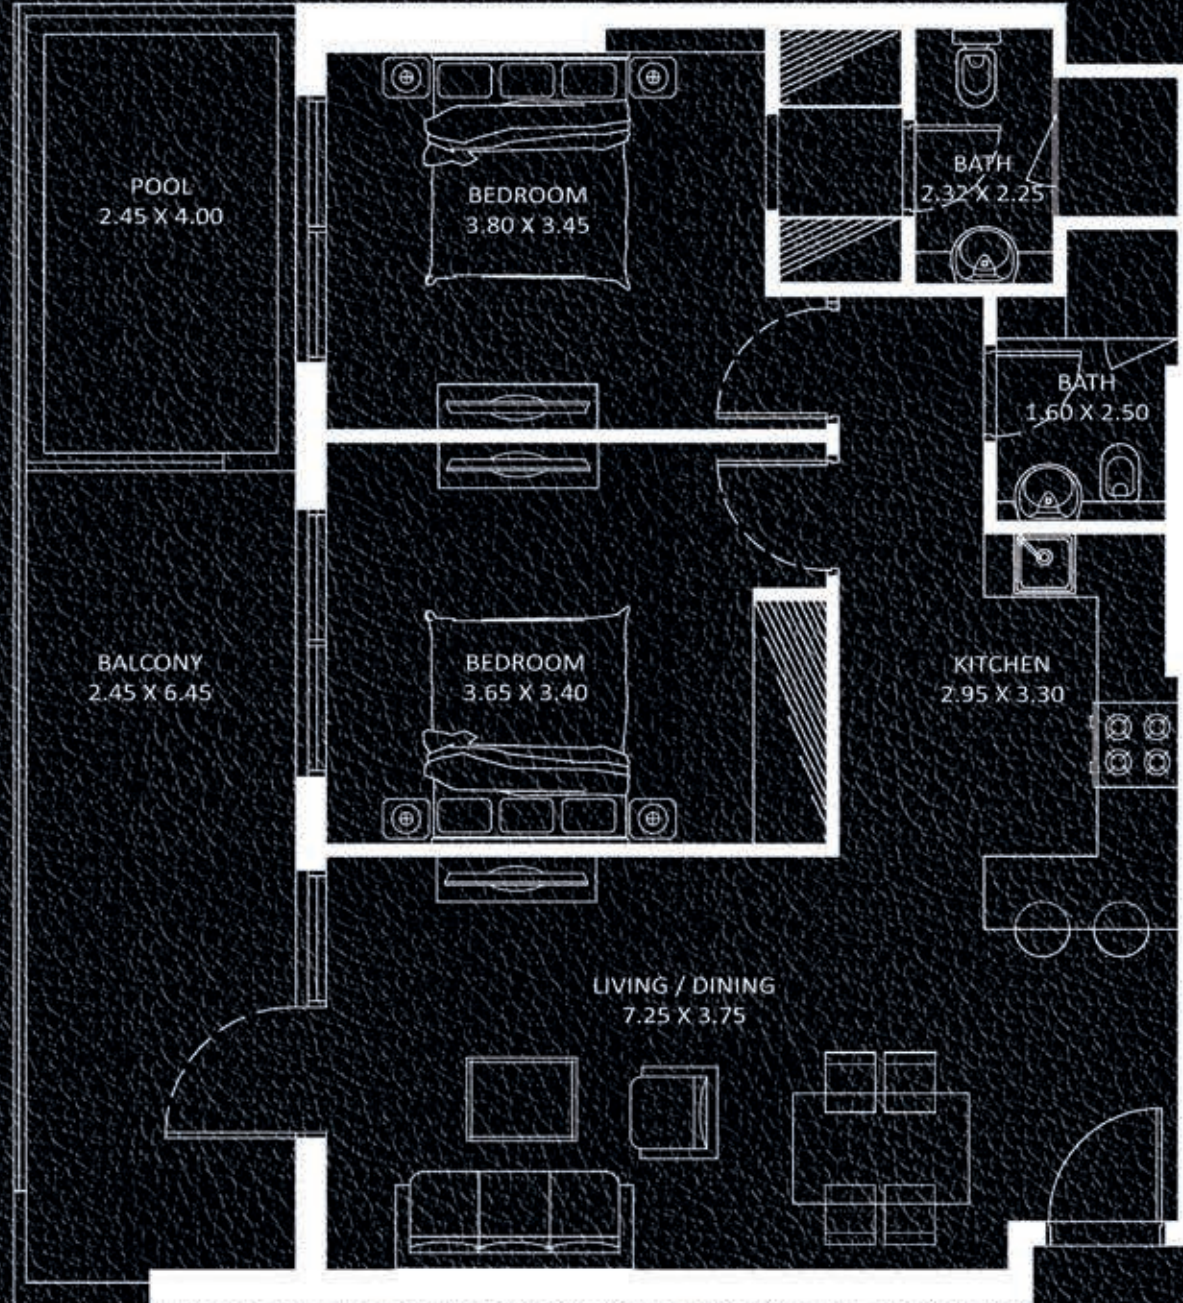 POOL
2.45 X 4.00
BEDROOM
3.80 X 3.45
BATH
2.32 X 2.25
BATH
1.60 X 2.50
BALCONY
2.45 X 6.45
BEDROOM
3.65 X 3.40
KITCHEN
2.95 X 3.30
LIVING / DINING
7.25 X 3.75